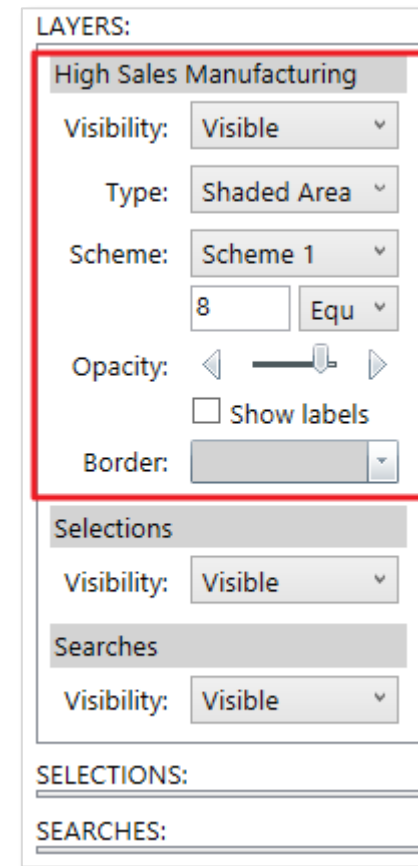 LAYERS:
High Sales Manufacturing
Visibility: Visible
Type: Shaded Area
Scheme: Scheme 1
8 Equ
Opacity:
Show labels
Border:
Selections
Visibility: Visible
Searches
Visibility: Visible
SELECTIONS:
SEARCHES: